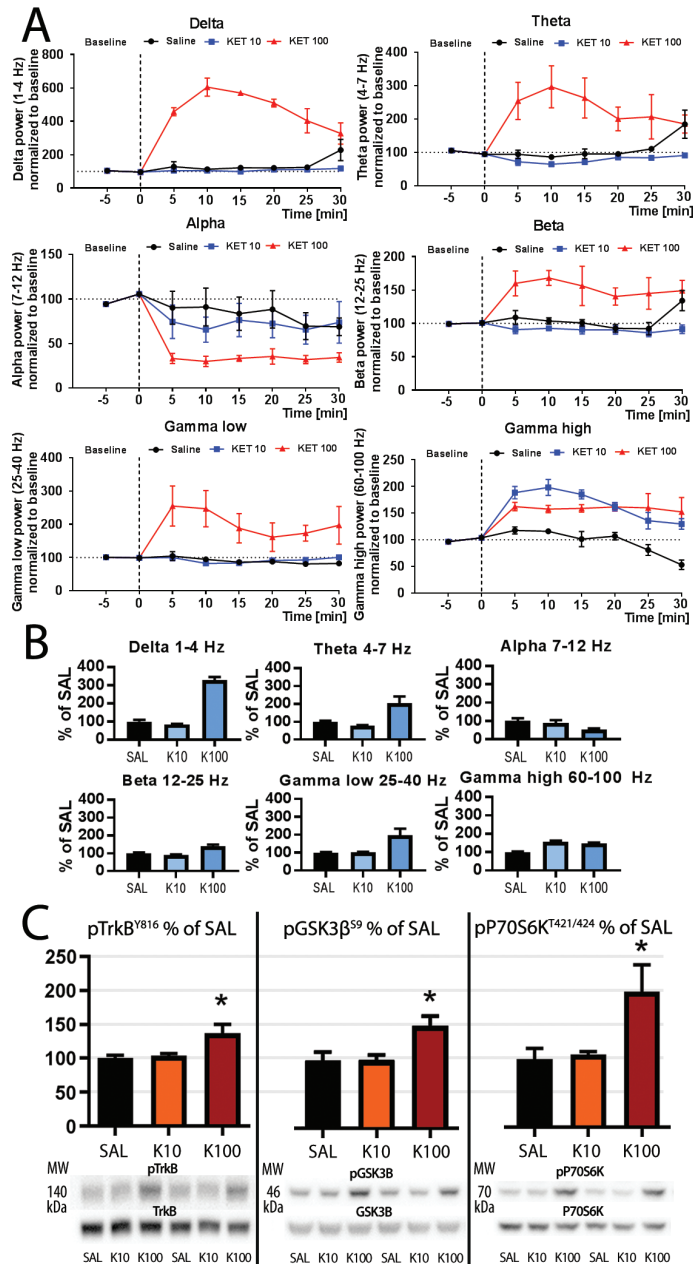 A
Delta
Baseline Saline KET 10 KET 100
Delta power (1-4 Hz)
normalized to baseline
800
600
400
200
0
-5 0 5 10 15 20 25 30
Time [min]
Theta
Baseline Saline KET 10 KET 100
Theta power (4-7 Hz)
normalized to baseline
400
300
200
100
0
-5 0 5 10 15 20 25 30
Time [min]
Alpha
Baseline Saline KET 10 KET 100
Alpha power (7-12 Hz)
normalized to baseline
150
100
50
0
-5 0 5 10 15 20 25 30
Time [min]
Beta
Baseline Saline KET 10 KET 100
Beta power (12-25 Hz)
normalized to baseline
200
150
100
50
0
-5 0 5 10 15 20 25 30
Time [min]
Gamma low
Baseline Saline KET 10 KET 100
Gamma low power (25-40 Hz)
normalized to baseline
400
300
200
100
0
-5 0 5 10 15 20 25 30
Time [min]
Gamma high
Baseline Saline KET 10 KET 100
Gamma high power (60-100 Hz)
normalized to baseline
250
200
150
100
50
0
-5 0 5 10 15 20 25 30
Time [min]
B
Delta 1-4 Hz
% of SAL
400
300
200
100
0
SAL K10 K100
Theta 4-7 Hz
% of SAL
400
300
200
100
0
SAL K10 K100
Alpha 7-12 Hz
% of SAL
400
300
200
100
0
SAL K10 K100
Beta 12-25 Hz
% of SAL
400
300
200
100
0
SAL K10 K100
Gamma low 25-40 Hz
% of SAL
400
300
200
100
0
SAL K10 K100
Gamma high 60-100 Hz
% of SAL
400
300
200
100
0
SAL K10 K100
C
pTrkBY816 % of SAL
250
200
150
100
50
0
*
SAL K10 K100
MW
pTrkB
140
kDa
TrkB
SAL K10 K100 SAL K10 K100
pGSK3βS9 % of SAL
*
SAL K10 K100
MW
pGSK3B
46
kDa
GSK3B
SAL K10 K100 SAL K10 K100
pP70S6KT421/424 % of SAL
*
SAL K10 K100
MW
pP70S6K
70
kDa
P70S6K
SAL K10 K100 SAL K10 K100